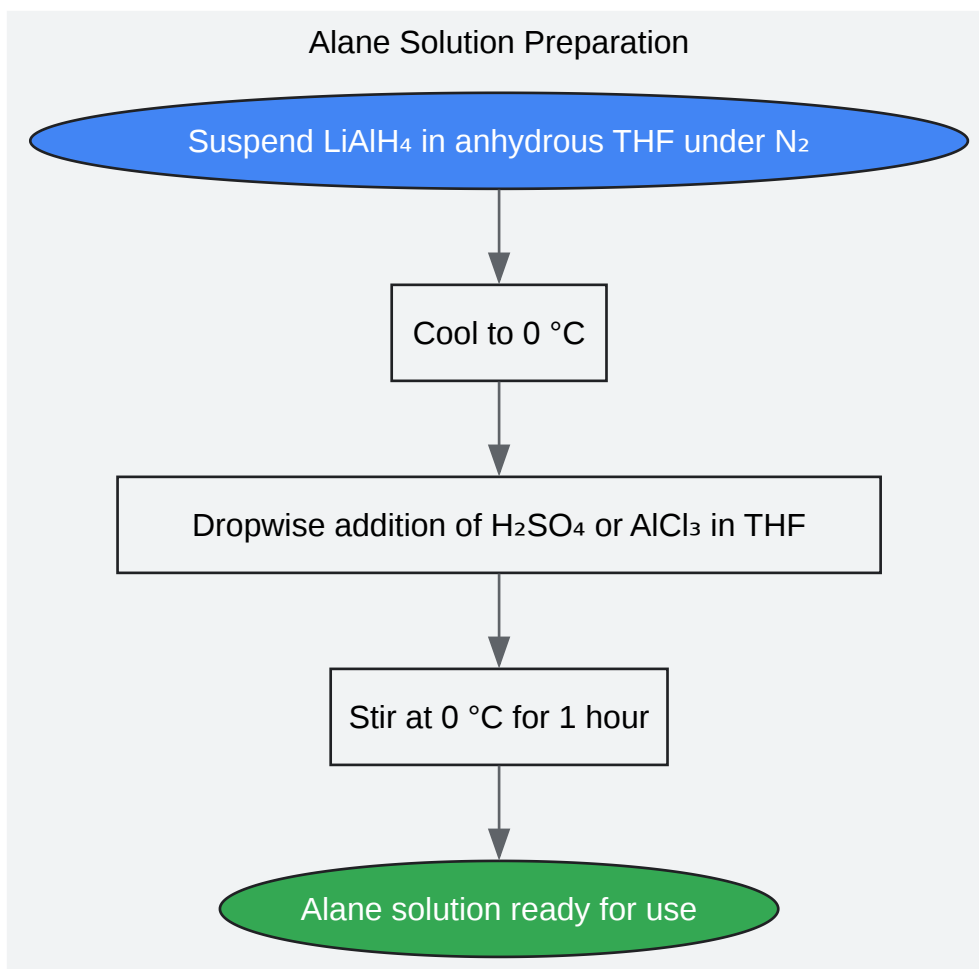 Alane Solution Preparation
Suspend LiAlH₄ in anhydrous THF under N₂
Cool to 0 °C
Dropwise addition of H₂SO₄ or AlCl₃ in THF
Stir at 0 °C for 1 hour
Alane solution ready for use